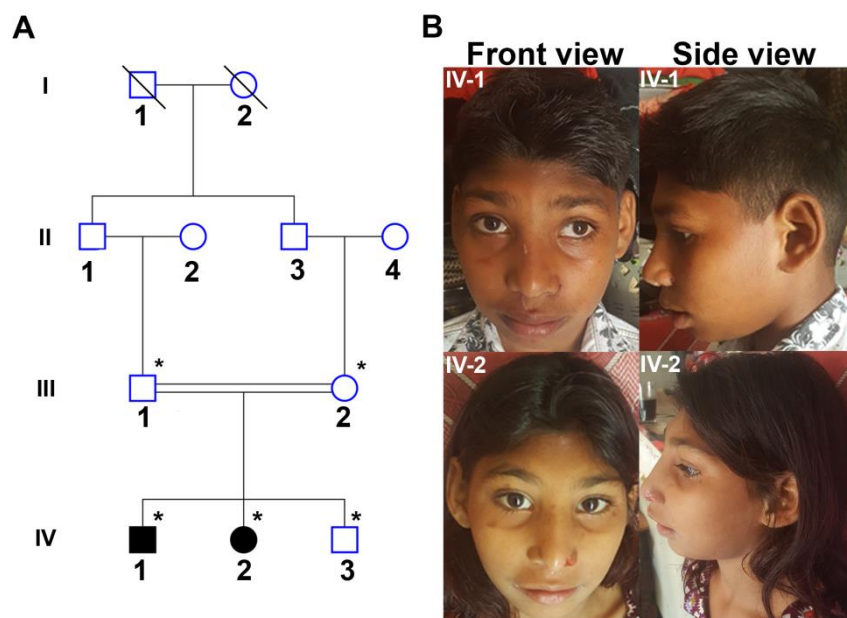 A
B
Front view Side view
IV-1 IV-1
I
1 2
II
1 2 3 4
IV-2 IV-2
* *
III
1 2
* * *
IV
1 2 3